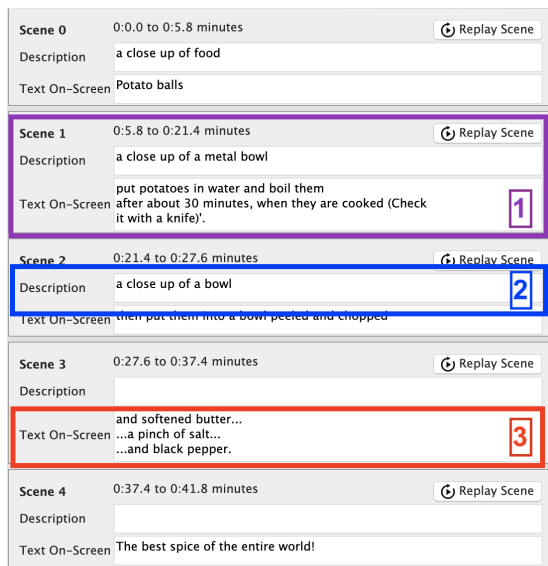 Scene 0 0:0.0 to 0:5.8 minutes Replay Scene
Description a close up of food
Text On-Screen Potato balls
Scene 1 0:5.8 to 0:21.4 minutes Replay Scene
Description a close up of a metal bowl
put potatoes in water and boil them
Text On-Screen after about 30 minutes, when they are cooked (Check
it with a knife)'.
1
Scene 2 0:21.4 to 0:27.6 minutes Replay Scene
Description a close up of a bowl
2
Text On-Screen then put them into a bowl peeled and chopped
Scene 3 0:27.6 to 0:37.4 minutes Replay Scene
Description
and softened butter...
Text On-Screen ...a pinch of salt...
...and black pepper.
3
Scene 4 0:37.4 to 0:41.8 minutes Replay Scene
Description
Text On-Screen The best spice of the entire world!